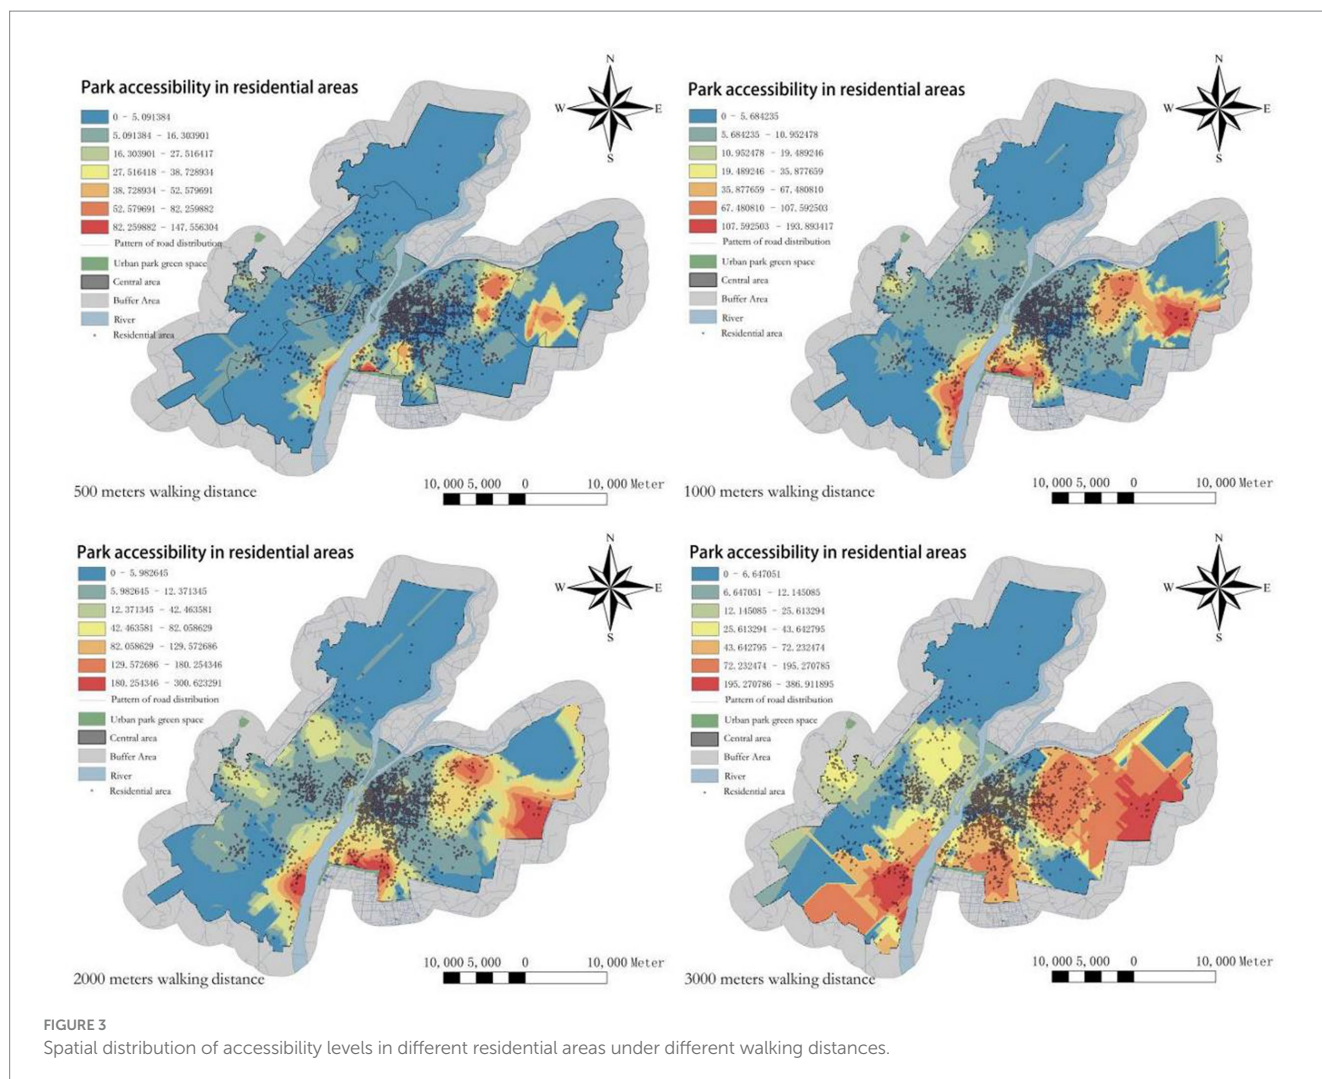 Park accessibility in residential areas
0 - 5.091384
5.091384 - 16.303901
16.303901 - 27.516417
27.516418 - 38.728934
38.728934 - 52.579691
52.579691 - 82.259882
82.259882 - 147.556304
Pattern of road distribution
Urban park green space
Central area
Buffer Area
River
Residential area
N
W
E
S
500 meters walking distance
10,000 5,000 0 10,000 Meter
Park accessibility in residential areas
0 - 5.684235
5.684235 - 10.952478
10.952478 - 19.489246
19.489246 - 35.877659
35.877659 - 67.480810
67.480810 - 107.592503
107.592503 - 193.893417
Pattern of road distribution
Urban park green space
Central area
Buffer Area
River
Residential area
N
W
E
S
1000 meters walking distance
10,000 5,000 0 10,000 Meter
Park accessibility in residential areas
0 - 5.982645
5.982645 - 12.371345
12.371345 - 42.463581
42.463581 - 82.058629
82.058629 - 129.572686
129.572686 - 180.254346
180.254346 - 300.623291
Pattern of road distribution
Urban park green space
Central area
Buffer Area
River
Residential area
N
W
E
S
2000 meters walking distance
10,000 5,000 0 10,000 Meter
Park accessibility in residential areas
0 - 6.647051
6.647051 - 12.145085
12.145085 - 25.613294
25.613294 - 43.642795
43.642795 - 72.232474
72.232474 - 195.270785
195.270786 - 386.911895
Pattern of road distribution
Urban park green space
Central area
Buffer Area
River
Residential area
N
W
E
S
3000 meters walking distance
10,000 5,000 0 10,000 Meter
FIGURE 3
Spatial distribution of accessibility levels in different residential areas under different walking distances.